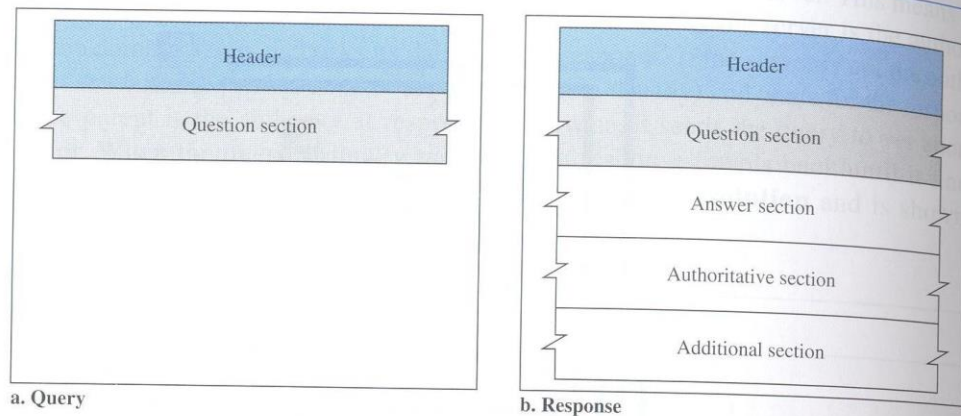 Header
Question section
a. Query
Header
Question section
Answer section
Authoritative section
Additional section
b. Response